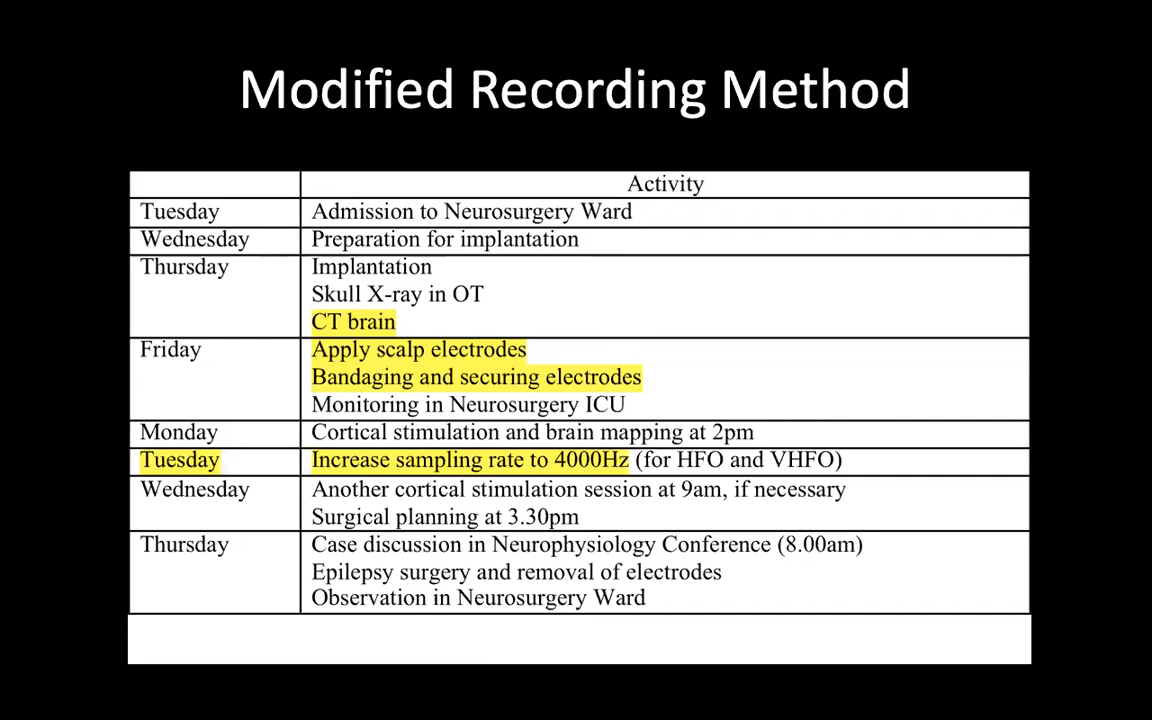 Modified Recording Method
Activity
Tuesday Admission to Neurosurgery Ward
Wednesday Preparation for implantation
Thursday Implantation
Skull X-ray in OT
CT brain
Friday Apply scalp electrodes
Bandaging and securing electrodes
Monitoring in Neurosurgery ICU
Monday Cortical stimulation and brain mapping at 2pm
Tuesday Increase sampling rate to 4000Hz (for HFO and VHFO)
Wednesday Another cortical stimulation session at 9am, if necessary
Surgical planning at 3.30pm
Thursday Case discussion in Neurophysiology Conference (8.00am)
Epilepsy surgery and removal of electrodes
Observation in Neurosurgery Ward